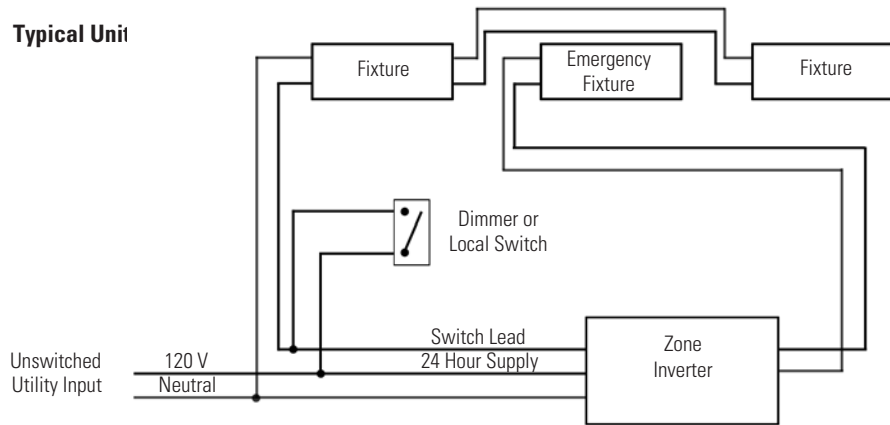 Typical Unit
Fixture
Emergency
Fixture
Fixture
Dimmer or
Local Switch
Switch Lead
24 Hour Supply
Zone
Inverter
Unswitched
Utility Input
120 V
Neutral